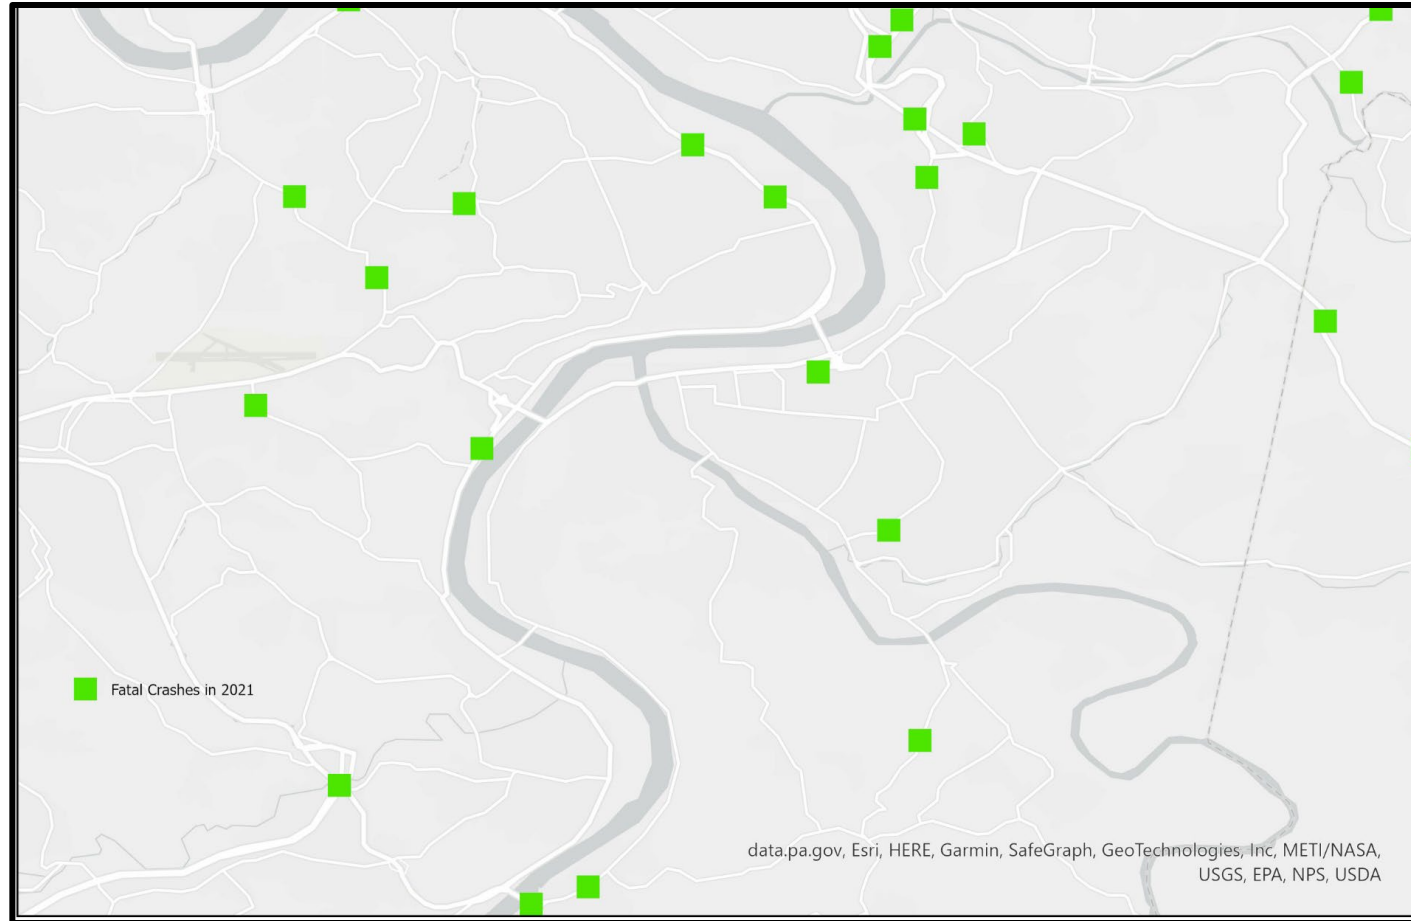 Fatal Crashes in 2021
data.pa.gov, Esri, HERE, Garmin, SafeGraph, GeoTechnologies, Inc, METI/NASA,
USGS, EPA, NPS, USDA